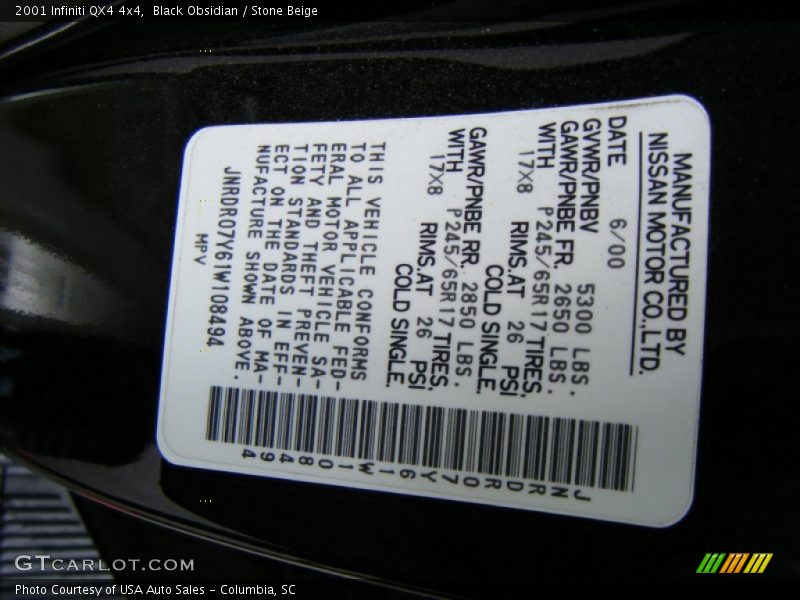 2001 Infiniti QX4 4x4, Black Obsidian / Stone Beige
MANUFACTURED BY
NISSAN MOTOR CO.,LTD.
DATE 6/00
GVWR/PNBV 5300 LBS.
GAWR/PNBE FR. 2650 LBS.
WITH P245/65R17 TIRES,
17X8 RIMS.AT 26 PSI
COLD SINGLE.
GAWR/PNBE RR. 2850 LBS.
WITH P245/65R17 TIRES,
17X8 RIMS.AT 26 PSI
COLD SINGLE.
THIS VEHICLE CONFORMS
TO ALL APPLICABLE FED-
ERAL MOTOR VEHICLE SA-
FETY AND THEFT PREVEN-
TION STANDARDS IN EFF-
ECT ON THE DATE OF MA-
NUFACTURE SHOWN ABOVE.
JNRDR07Y61W108494
MPV
JNRDR07Y61W108494
GTCARLOT.COM
Photo Courtesy of USA Auto Sales - Columbia, SC